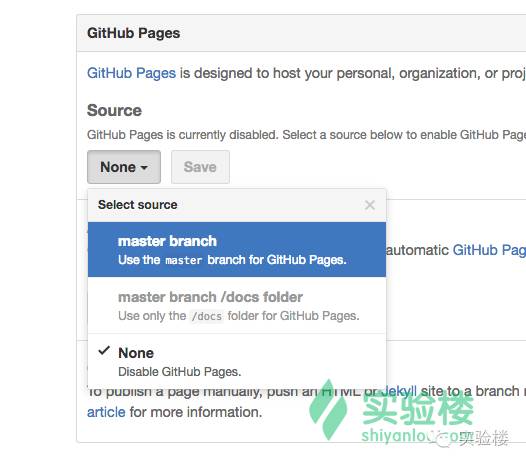 GitHub Pages
GitHub Pages is designed to host your personal, organization, or
Source
GitHub Pages is currently disabled. Select a source below to enable GitHub
None
Save
Select source
master branch
Use the master branch for GitHub Pages.
automatic GitHub
master branch /docs folder
Use only the /docs folder for GitHub Pages.
None
Disable GitHub Pages.
To publish a page manually, push an HTML or Jekyll site to a branch
article for more information.
实验楼
shiyanlou.com
实验楼